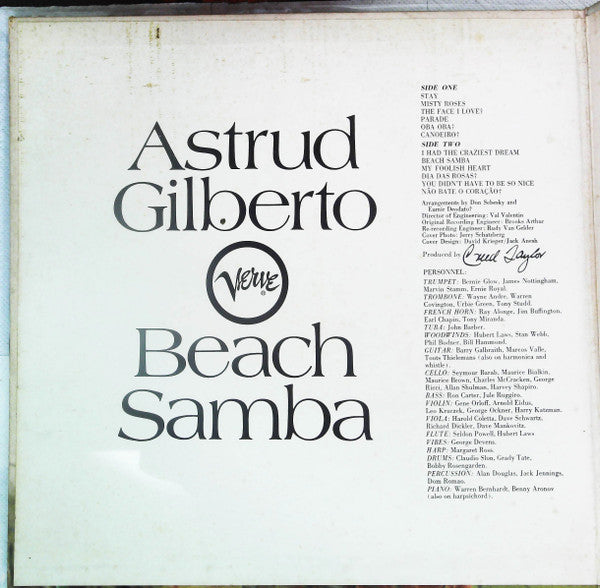 Astrud
Gilberto
VERVE®
Beach
Samba
SIDE ONE
STAY
MISTY ROSES
THE FACE I LOVE²
PARADE
OBA OBA²
CANOEIRO²
SIDE TWO
I HAD THE CRAZIEST DREAM
BEACH SAMBA
MY FOOLISH HEART
DIA DAS ROSAS²
YOU DIDN'T HAVE TO BE SO NICE
NÃO BATE O CORAÇÃO²
Arrangements by Don Sebesky and
Eumir Deodato²
Director of Engineering: Val Valentin
Original Recording Engineer: Brooks Arthur
Re-recording Engineer: Rudy Van Gelder
Cover Photo: Jerry Schatzberg
Cover Design: David Krieger/Jack Anesh
Produced by Creed Taylor
PERSONNEL:
TRUMPET: Bernie Glow, James Nottingham,
Marvin Stamm, Ernie Royal.
TROMBONE: Wayne Andre, Warren
Covington, Urbie Green, Tony Studd.
FRENCH HORN: Ray Alonge, Jim Buffington,
Earl Chapin, Tony Miranda.
TUBA: John Barber.
WOODWINDS: Hubert Laws, Stan Webb,
Phil Bodner, Bill Hammond.
GUITAR: Barry Galbraith, Marcos Valle,
Toots Thielemans (also on harmonica and
whistle).
CELLO: Seymour Barab, Maurice Bialkin,
Maurice Brown, Charles McCracken, George
Ricci, Allan Shulman, Harvey Shapiro.
BASS: Ron Carter, Jule Ruggiro.
VIOLIN: Gene Orloff, Arnold Eidus,
Leo Kruczek, George Ockner, Harry Katzman.
VIOLA: Harold Coletta, Dave Schwartz,
Richard Dickler, Dave Mankovitz.
FLUTE: Seldon Powell, Hubert Laws
VIBES: George Devens.
HARP: Margaret Ross.
DRUMS: Claudio Slon, Grady Tate,
Bobby Rosengarden.
PERCUSSION: Alan Douglas, Jack Jennings,
Dom Romao.
PIANO: Warren Bernhardt, Benny Aronov
(also on harpsichord).